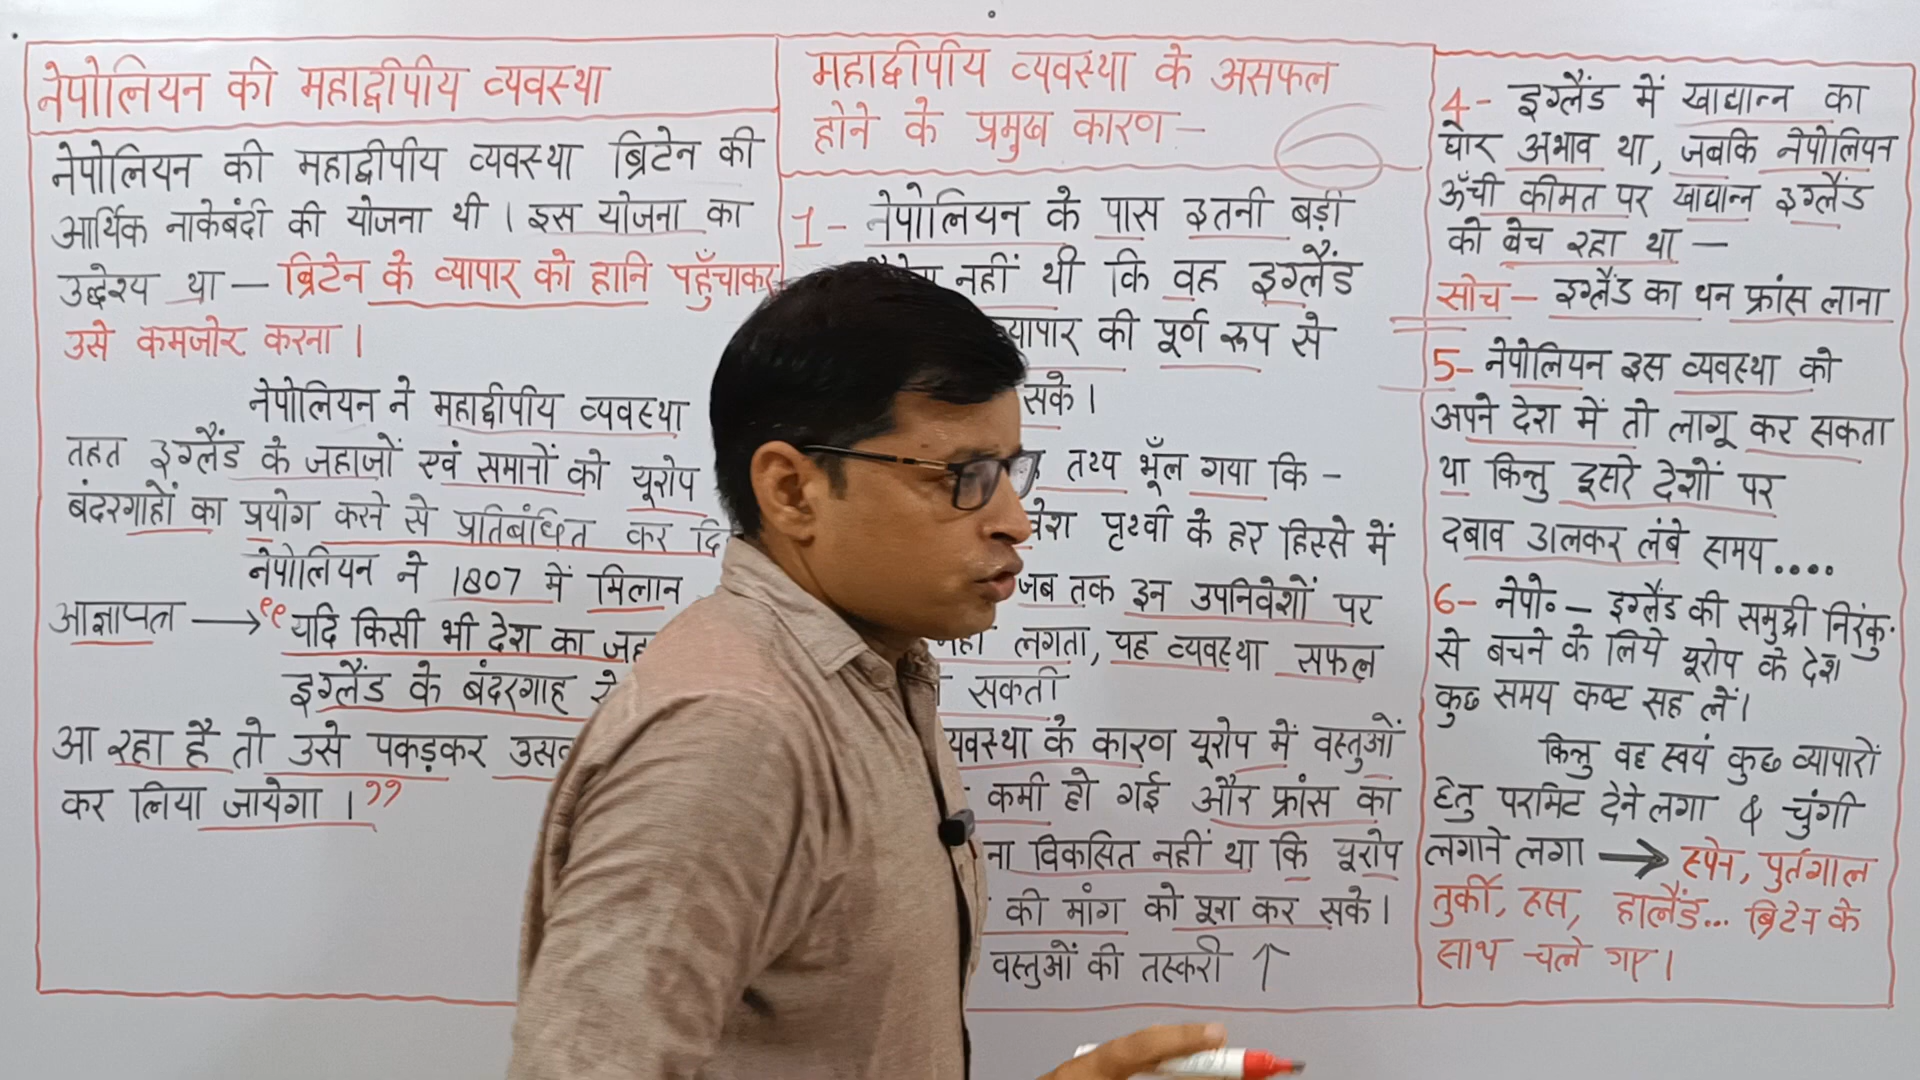 नेपोलियन की महाद्वीपीय व्यवस्था
नेपोलियन की महाद्वीपीय व्यवस्था ब्रिटेन की
आर्थिक नाकेबंदी की योजना थी । इस योजना का
उद्देश्य था – ब्रिटेन के व्यापार को हानि पहुँचाकर
उसे कमजोर करना ।
नेपोलियन ने महाद्वीपीय व्यवस्था
तहत इग्लैंड के जहाजों एवं समानों को यूरोप
बंदरगाहों का प्रयोग करने से प्रतिबंधित कर
नेपोलियन ने 1807 में मिलान
आज्ञापत्र → “यदि किसी भी देश का
इग्लैंड के बंदरगाह
आ रहा है तो उसे पकड़कर
कर लिया जायेगा ।”
महाद्वीपीय व्यवस्था के असफल
होने के प्रमुख कारण –
1- नेपोलियन के पास इतनी बड़ी
नहीं थी कि वह इग्लैंड
व्यापार की पूर्ण रूप से
सके ।
तथ्य भूँल गया कि –
पृथ्वी के हर हिस्से में
जब तक इन उपनिवेशों पर
लगता, यह व्यवस्था सफल
सकती
के कारण यूरोप में वस्तुओं
कमी हो गई और फ्रांस का
विकसित नहीं था कि यूरोप
की मांग को पूरा कर सके ।
वस्तुओं की तस्करी ↑
4- इग्लैंड में खाद्यान्न का
घोर अभाव था, जबकि नेपोलियन
ऊँची कीमत पर खाद्यान्न इग्लैंड
को बेच रहा था –
सोच – इग्लैंड का धन फ्रांस लाना
5- नेपोलियन इस व्यवस्था को
अपने देश में तो लागू कर सकता
था किन्तु दूसरे देशों पर
दबाव डालकर लंबे समय....
6- नेपो॰ – इग्लैंड की समुद्री निरंकु॰
से बचने के लिये यूरोप के देश
कुछ समय कष्ट सह लें ।
किन्तु वह स्वयं कुछ व्यापारों
हेतु परमिट देने लगा & चुंगी
लगाने लगा → स्पेन, पुर्तगाल
तुर्की, रूस, हालैंड... ब्रिटेन के
साथ चले गए ।